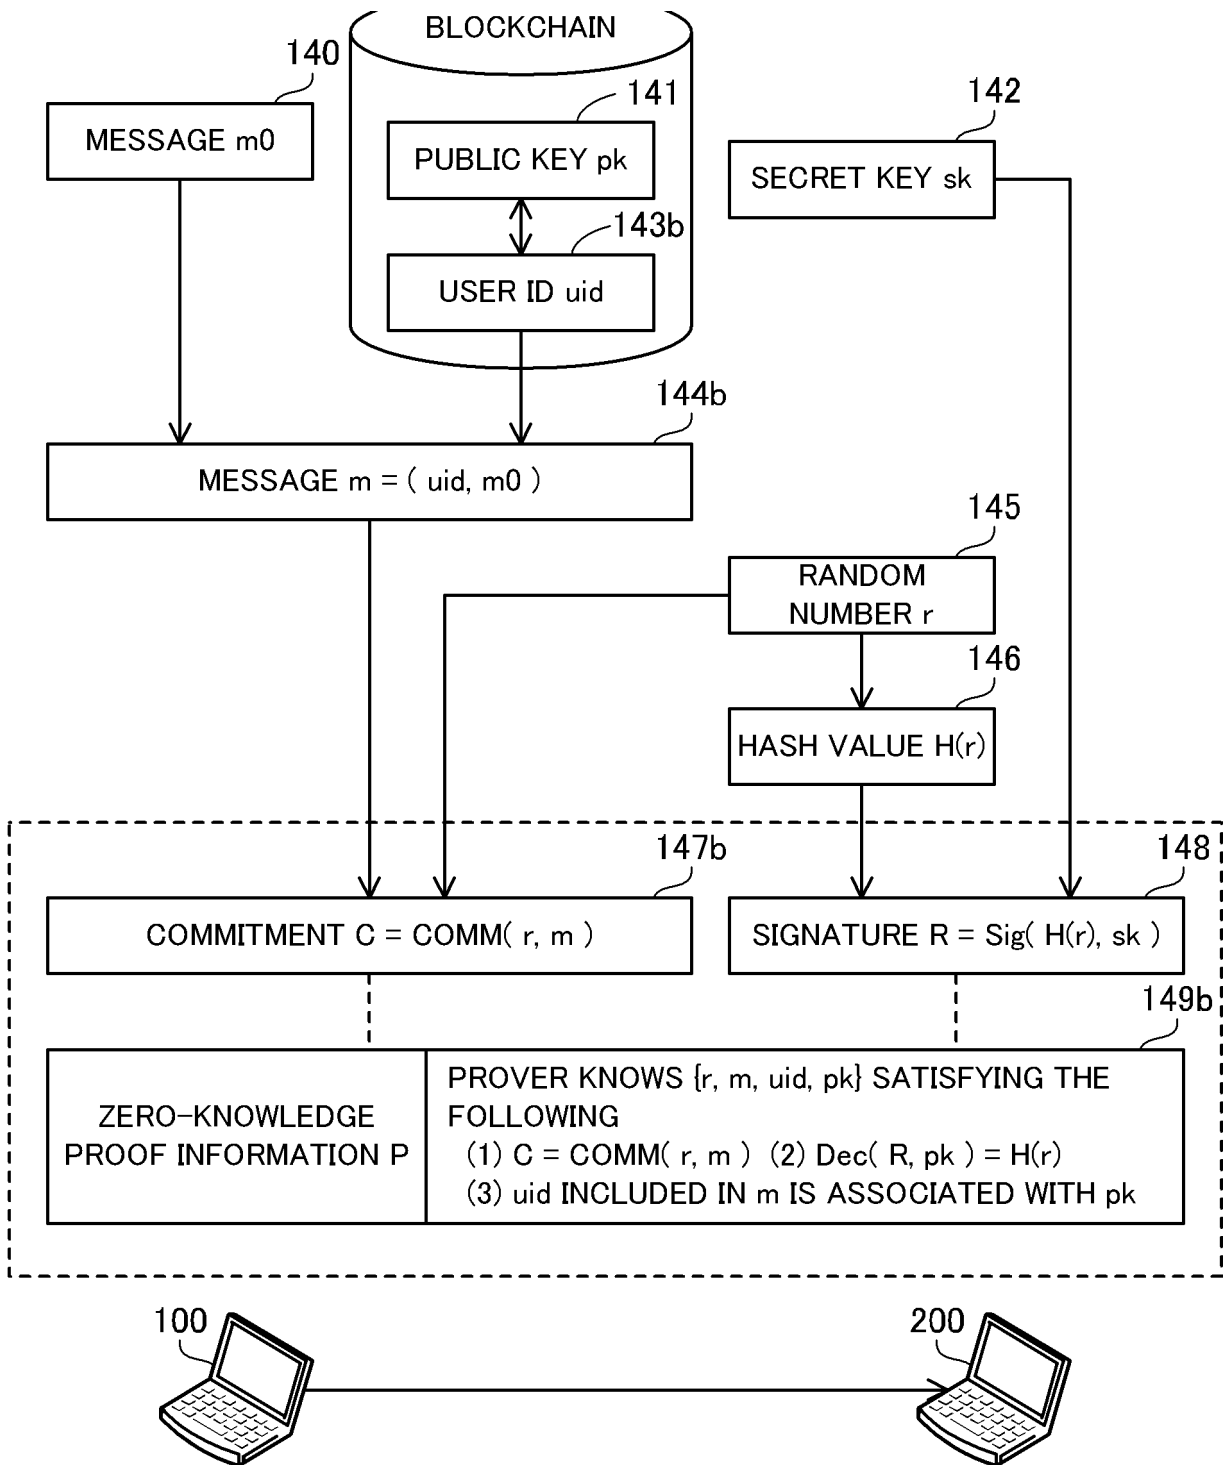 BLOCKCHAIN
140
MESSAGE m0
141
PUBLIC KEY pk
142
SECRET KEY sk
143b
USER ID uid
144b
MESSAGE m = ( uid, m0 )
145
RANDOM
NUMBER r
146
HASH VALUE H(r)
147b
COMMITMENT C = COMM( r, m )
148
SIGNATURE R = Sig( H(r), sk )
149b
ZERO-KNOWLEDGE
PROOF INFORMATION P
PROVER KNOWS {r, m, uid, pk} SATISFYING THE
FOLLOWING
(1) C = COMM( r, m ) (2) Dec( R, pk ) = H(r)
(3) uid INCLUDED IN m IS ASSOCIATED WITH pk
100
200